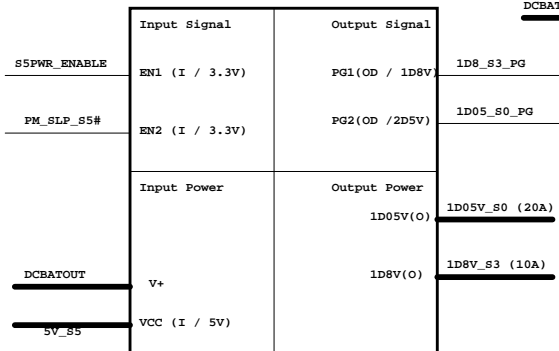 DCBAT
Input Signal
Output Signal
S5PWR_ENABLE
EN1 (I / 3.3V)
PG1(OD / 1D8V)
1D8_S3_PG
PM_SLP_S5#
EN2 (I / 3.3V)
PG2(OD /2D5V)
1D05_S0_PG
Input Power
Output Power
1D05V(O)
1D05V_S0 (20A)
DCBATOUT
V+
1D8V(O)
1D8V_S3 (10A)
5V_S5
VCC (I / 5V)